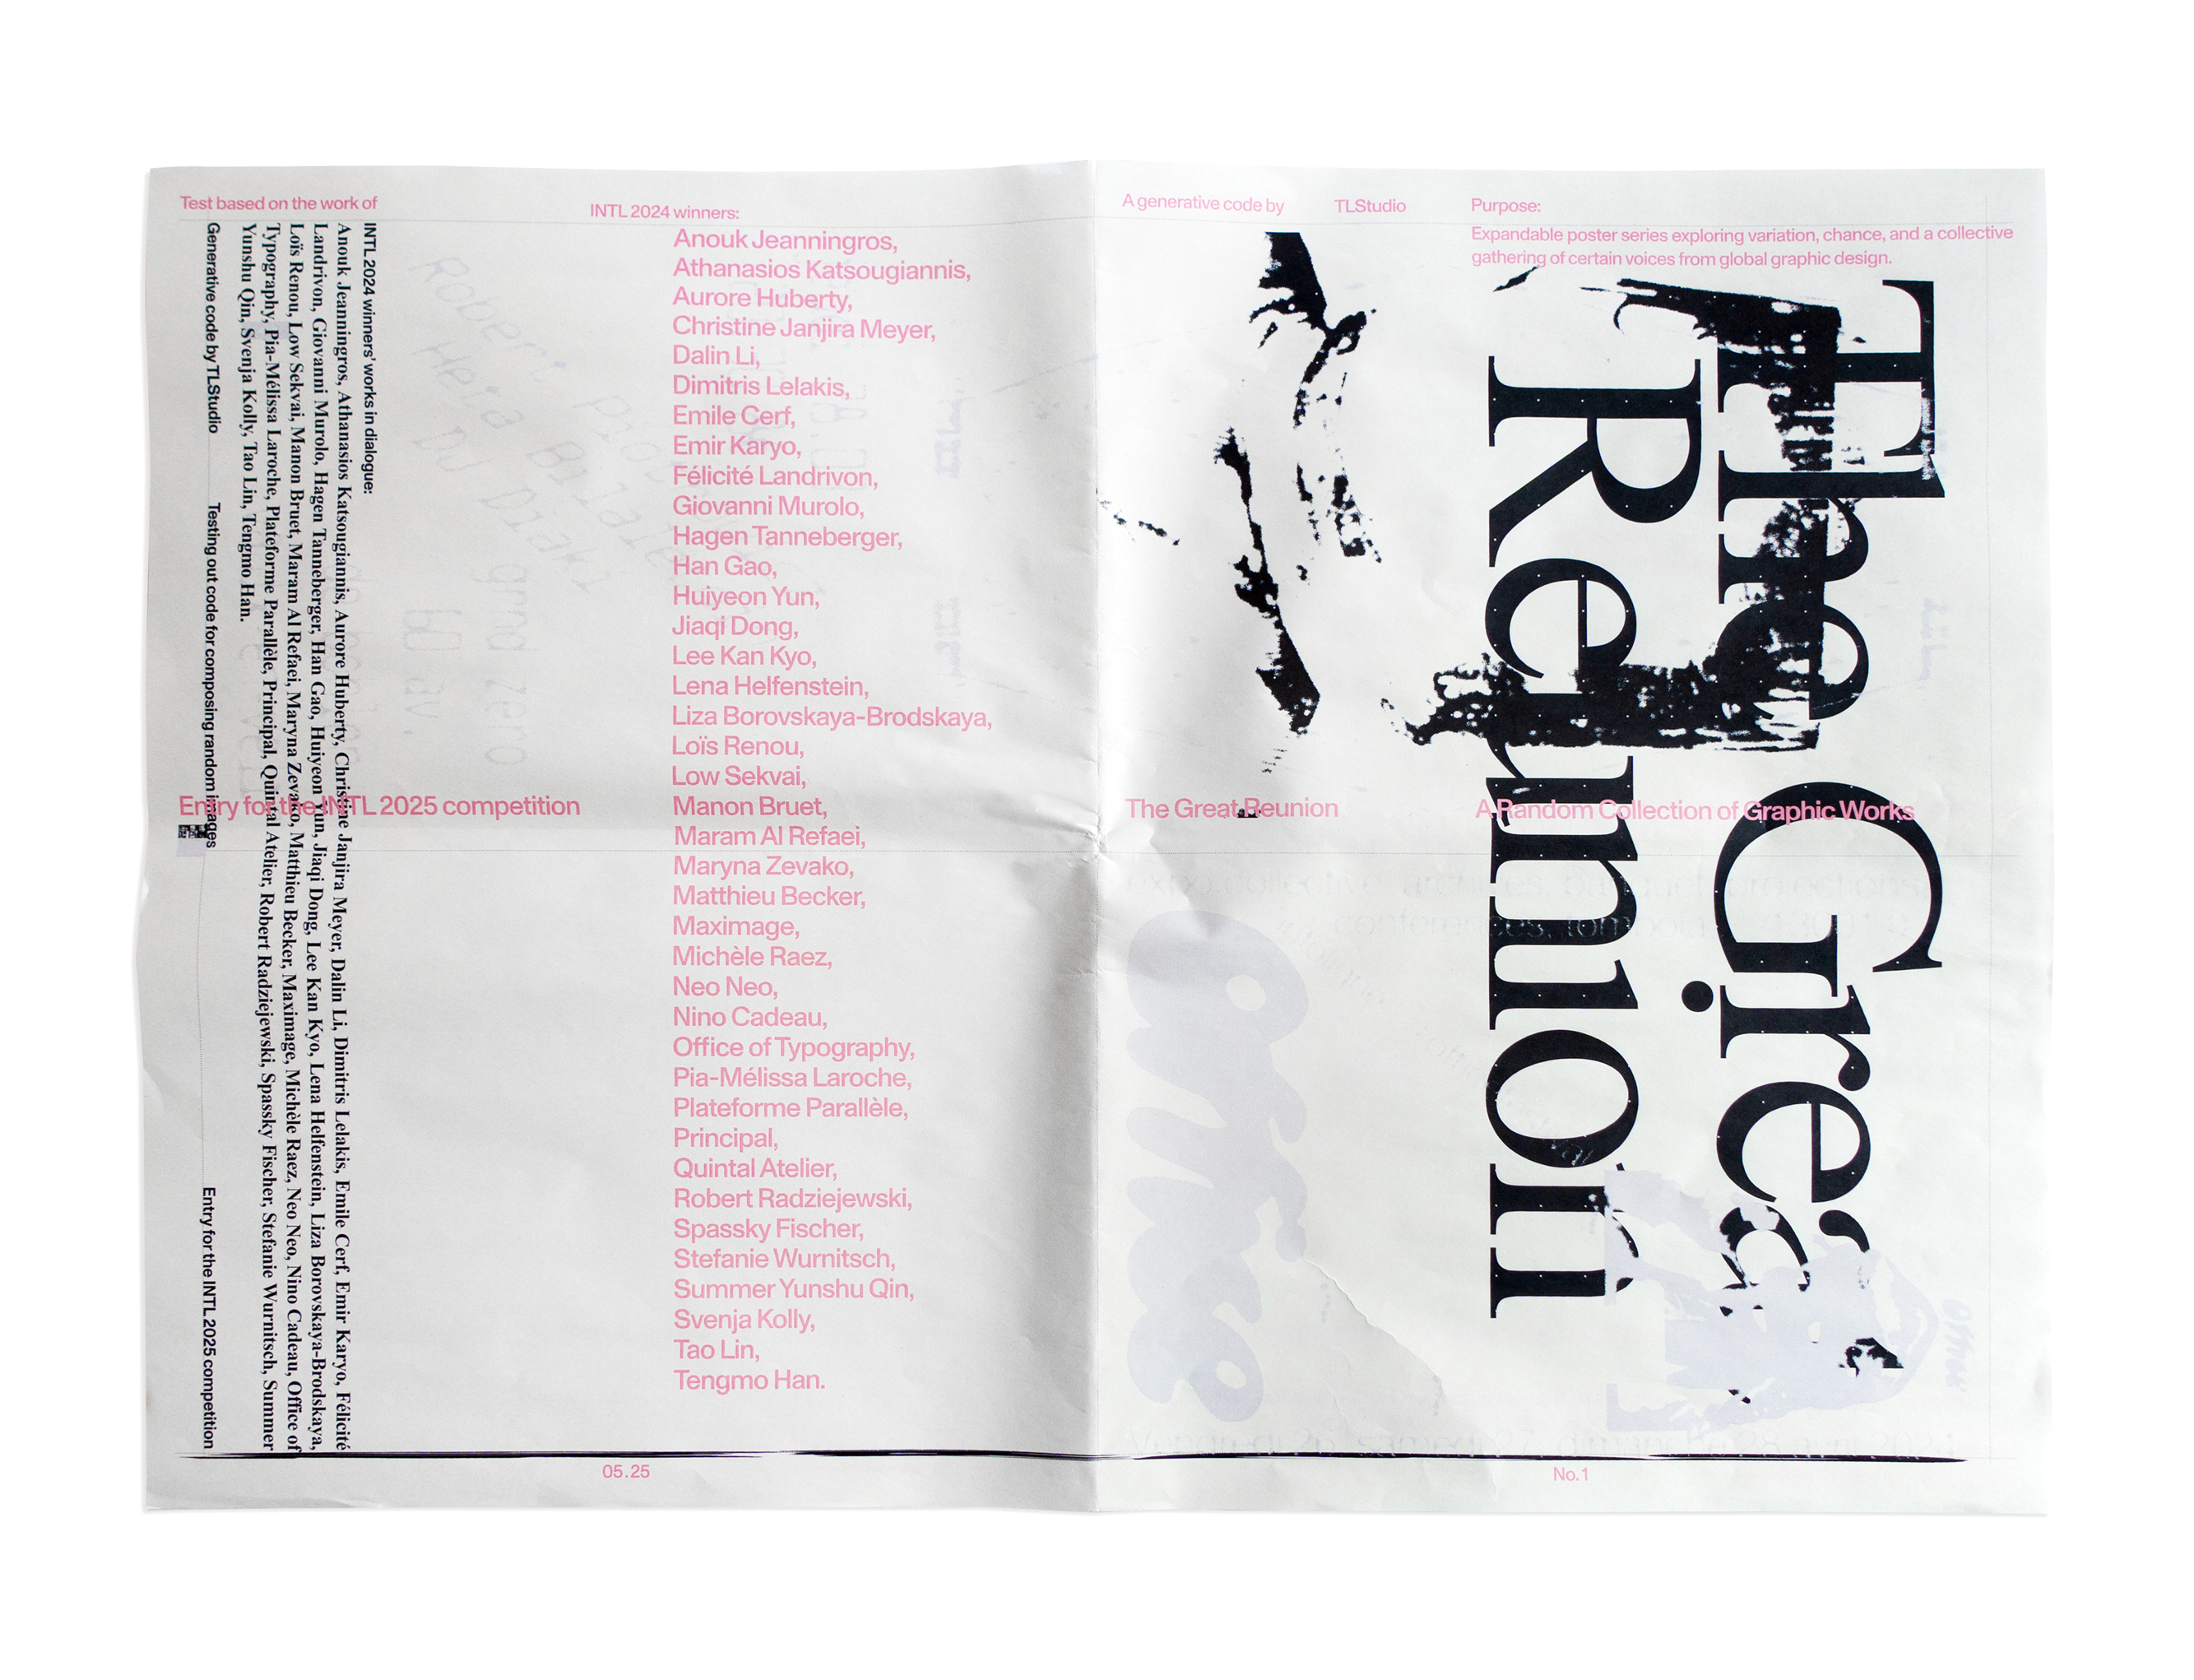 Test based on the work of
INTL 2024 winners:
Anouk Jeanningros,
Athanasios Katsougiannis,
Aurore Huberty,
Christine Janjira Meyer,
Dalin Li,
Dimitris Lelakis,
Emile Cerf,
Emir Karyo,
Félicité Landrivon,
Giovanni Murolo,
Hagen Tanneberger,
Han Gao,
Huiyeon Yun,
Jiaqi Dong,
Lee Kan Kyo,
Lena Helfenstein,
Liza Borovskaya-Brodskaya,
Loïs Renou,
Low Sekvai,
Manon Bruet,
Maram Al Refaei,
Maryna Zevako,
Matthieu Becker,
Maximage,
Michèle Raez,
Neo Neo,
Nino Cadeau,
Office of Typography,
Pia-Mélissa Laroche,
Plateforme Parallèle,
Principal,
Quintal Atelier,
Robert Radziejewski,
Spassky Fischer,
Stefanie Wurnitsch,
Summer Yunshu Qin,
Svenja Kolly,
Tao Lin,
Tengmo Han.
Entry for the INTL 2025 competition
05.25
INTL 2024 winners' works in dialogue:
Anouk Jeanningros, Athanasios Katsougiannis, Aurore Huberty, Christine Janjira Meyer, Dalin Li, Dimitris Lelakis, Emile Cerf, Emir Karyo, Félicité
Landrivon, Giovanni Murolo, Hagen Tanneberger, Han Gao, Huiyeon Yun, Jiaqi Dong, Lee Kan Kyo, Lena Helfenstein, Liza Borovskaya-Brodskaya,
Loïs Renou, Low Sekvai, Manon Bruet, Maram Al Refaei, Maryna Zevako, Matthieu Becker, Maximage, Michèle Raez, Neo Neo, Nino Cadeau, Office of
Typography, Pia-Mélissa Laroche, Plateforme Parallèle, Principal, Quintal Atelier, Robert Radziejewski, Spassky Fischer, Stefanie Wurnitsch, Summer
Yunshu Qin, Svenja Kolly, Tao Lin, Tengmo Han.
Generative code by TLStudio
Testing out code for composing random images
Entry for the INTL 2025 competition
A generative code by
TLStudio
Purpose:
Expandable poster series exploring variation, chance, and a collective
gathering of certain voices from global graphic design.
The Great Reunion
A Random Collection of Graphic Works
No.1
The
Reunion